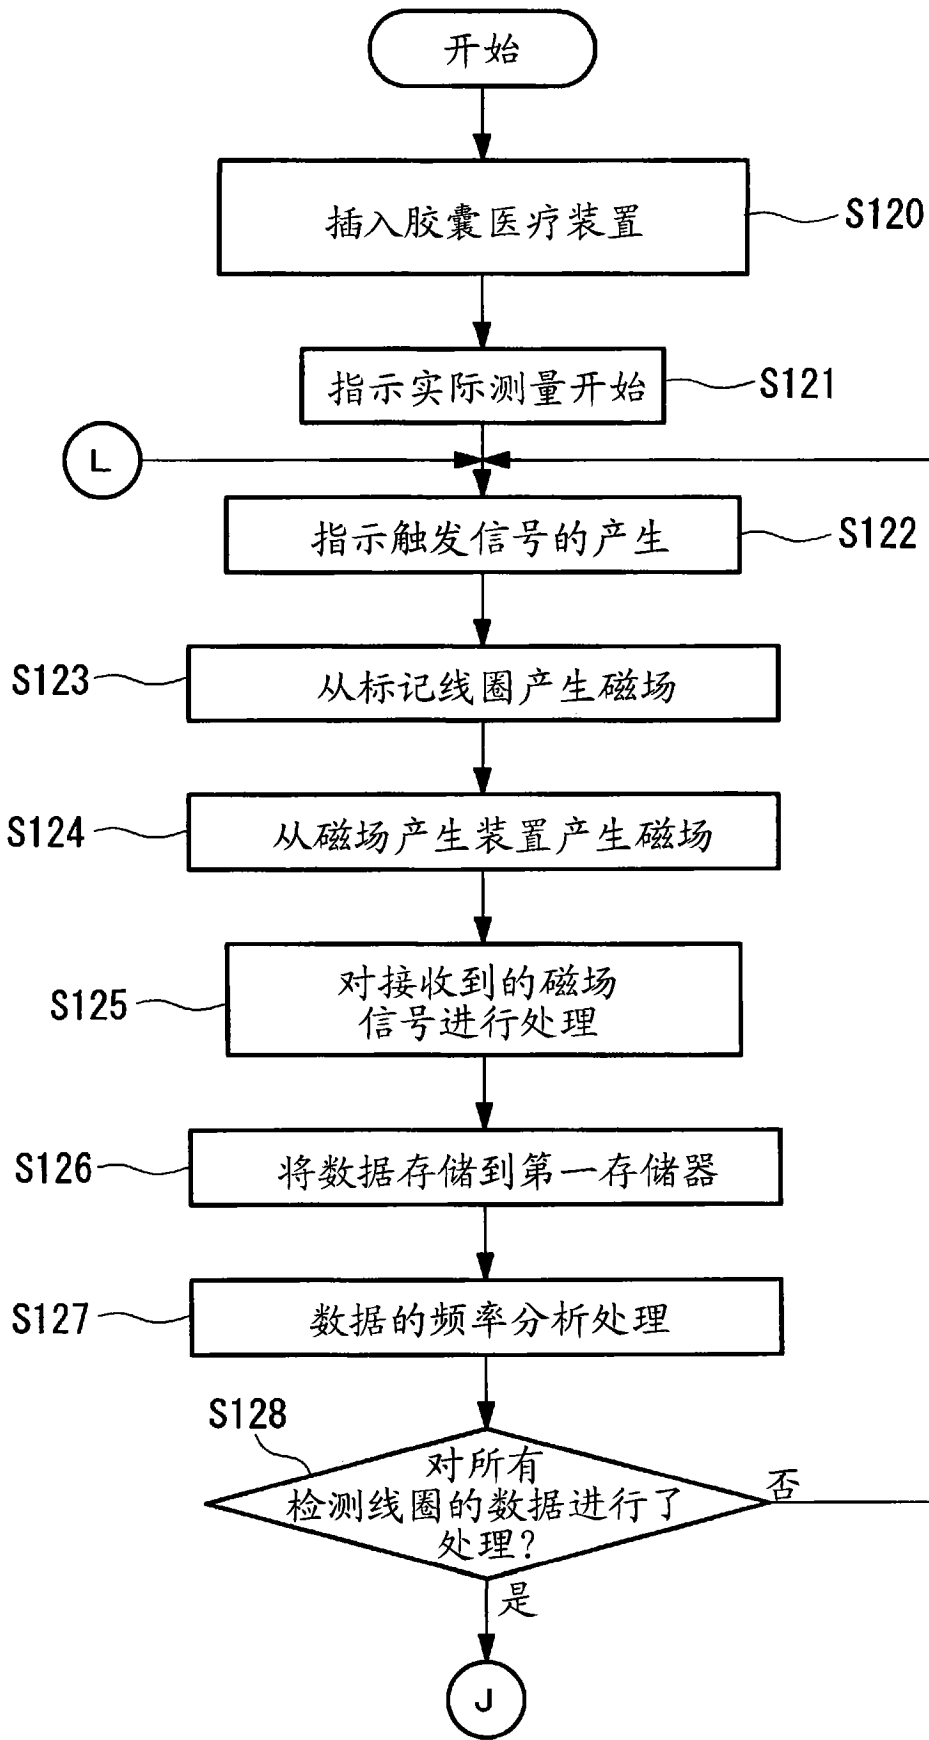 开始
插入胶囊医疗装置
S120
指示实际测量开始
S121
L
指示触发信号的产生
S122
S123
从标记线圈产生磁场
S124
从磁场产生装置产生磁场
S125
对接收到的磁场
信号进行处理
S126
将数据存储到第一存储器
S127
数据的频率分析处理
S128
对所有
检测线圈的数据进行了
处理?
否
是
J